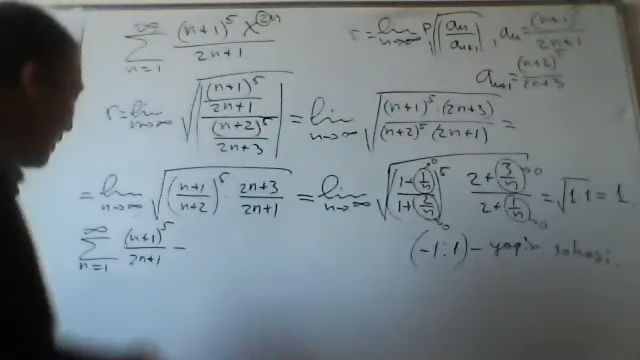 ∑_{n=1}^{∞} (n+1)^5 x^{2n} / (2n+1)   r = lim_{n→∞} ᵖ√|a_n / a_{n+1}| , a_n = (n+1)^5 / (2n+1)
a_{n+1} = (n+2)^5 / (2n+3)
r = lim_{n→∞} √| ((n+1)^5 / (2n+1)) / ((n+2)^5 / (2n+3)) | = lim_{n→∞} √( (n+1)^5 · (2n+3) / (n+2)^5 · (2n+1) ) =
= lim_{n→∞} √( ((n+1)/(n+2))^5 · (2n+3)/(2n+1) ) = lim_{n→∞} √( ((1+1/n)/(1+2/n))^5 (2+3/n)/(2+1/n) ) = √1·1 = 1
∑_{n=1}^{∞} (n+1)^5 / (2n+1) –   (-1;1) – yaqin sohasi.